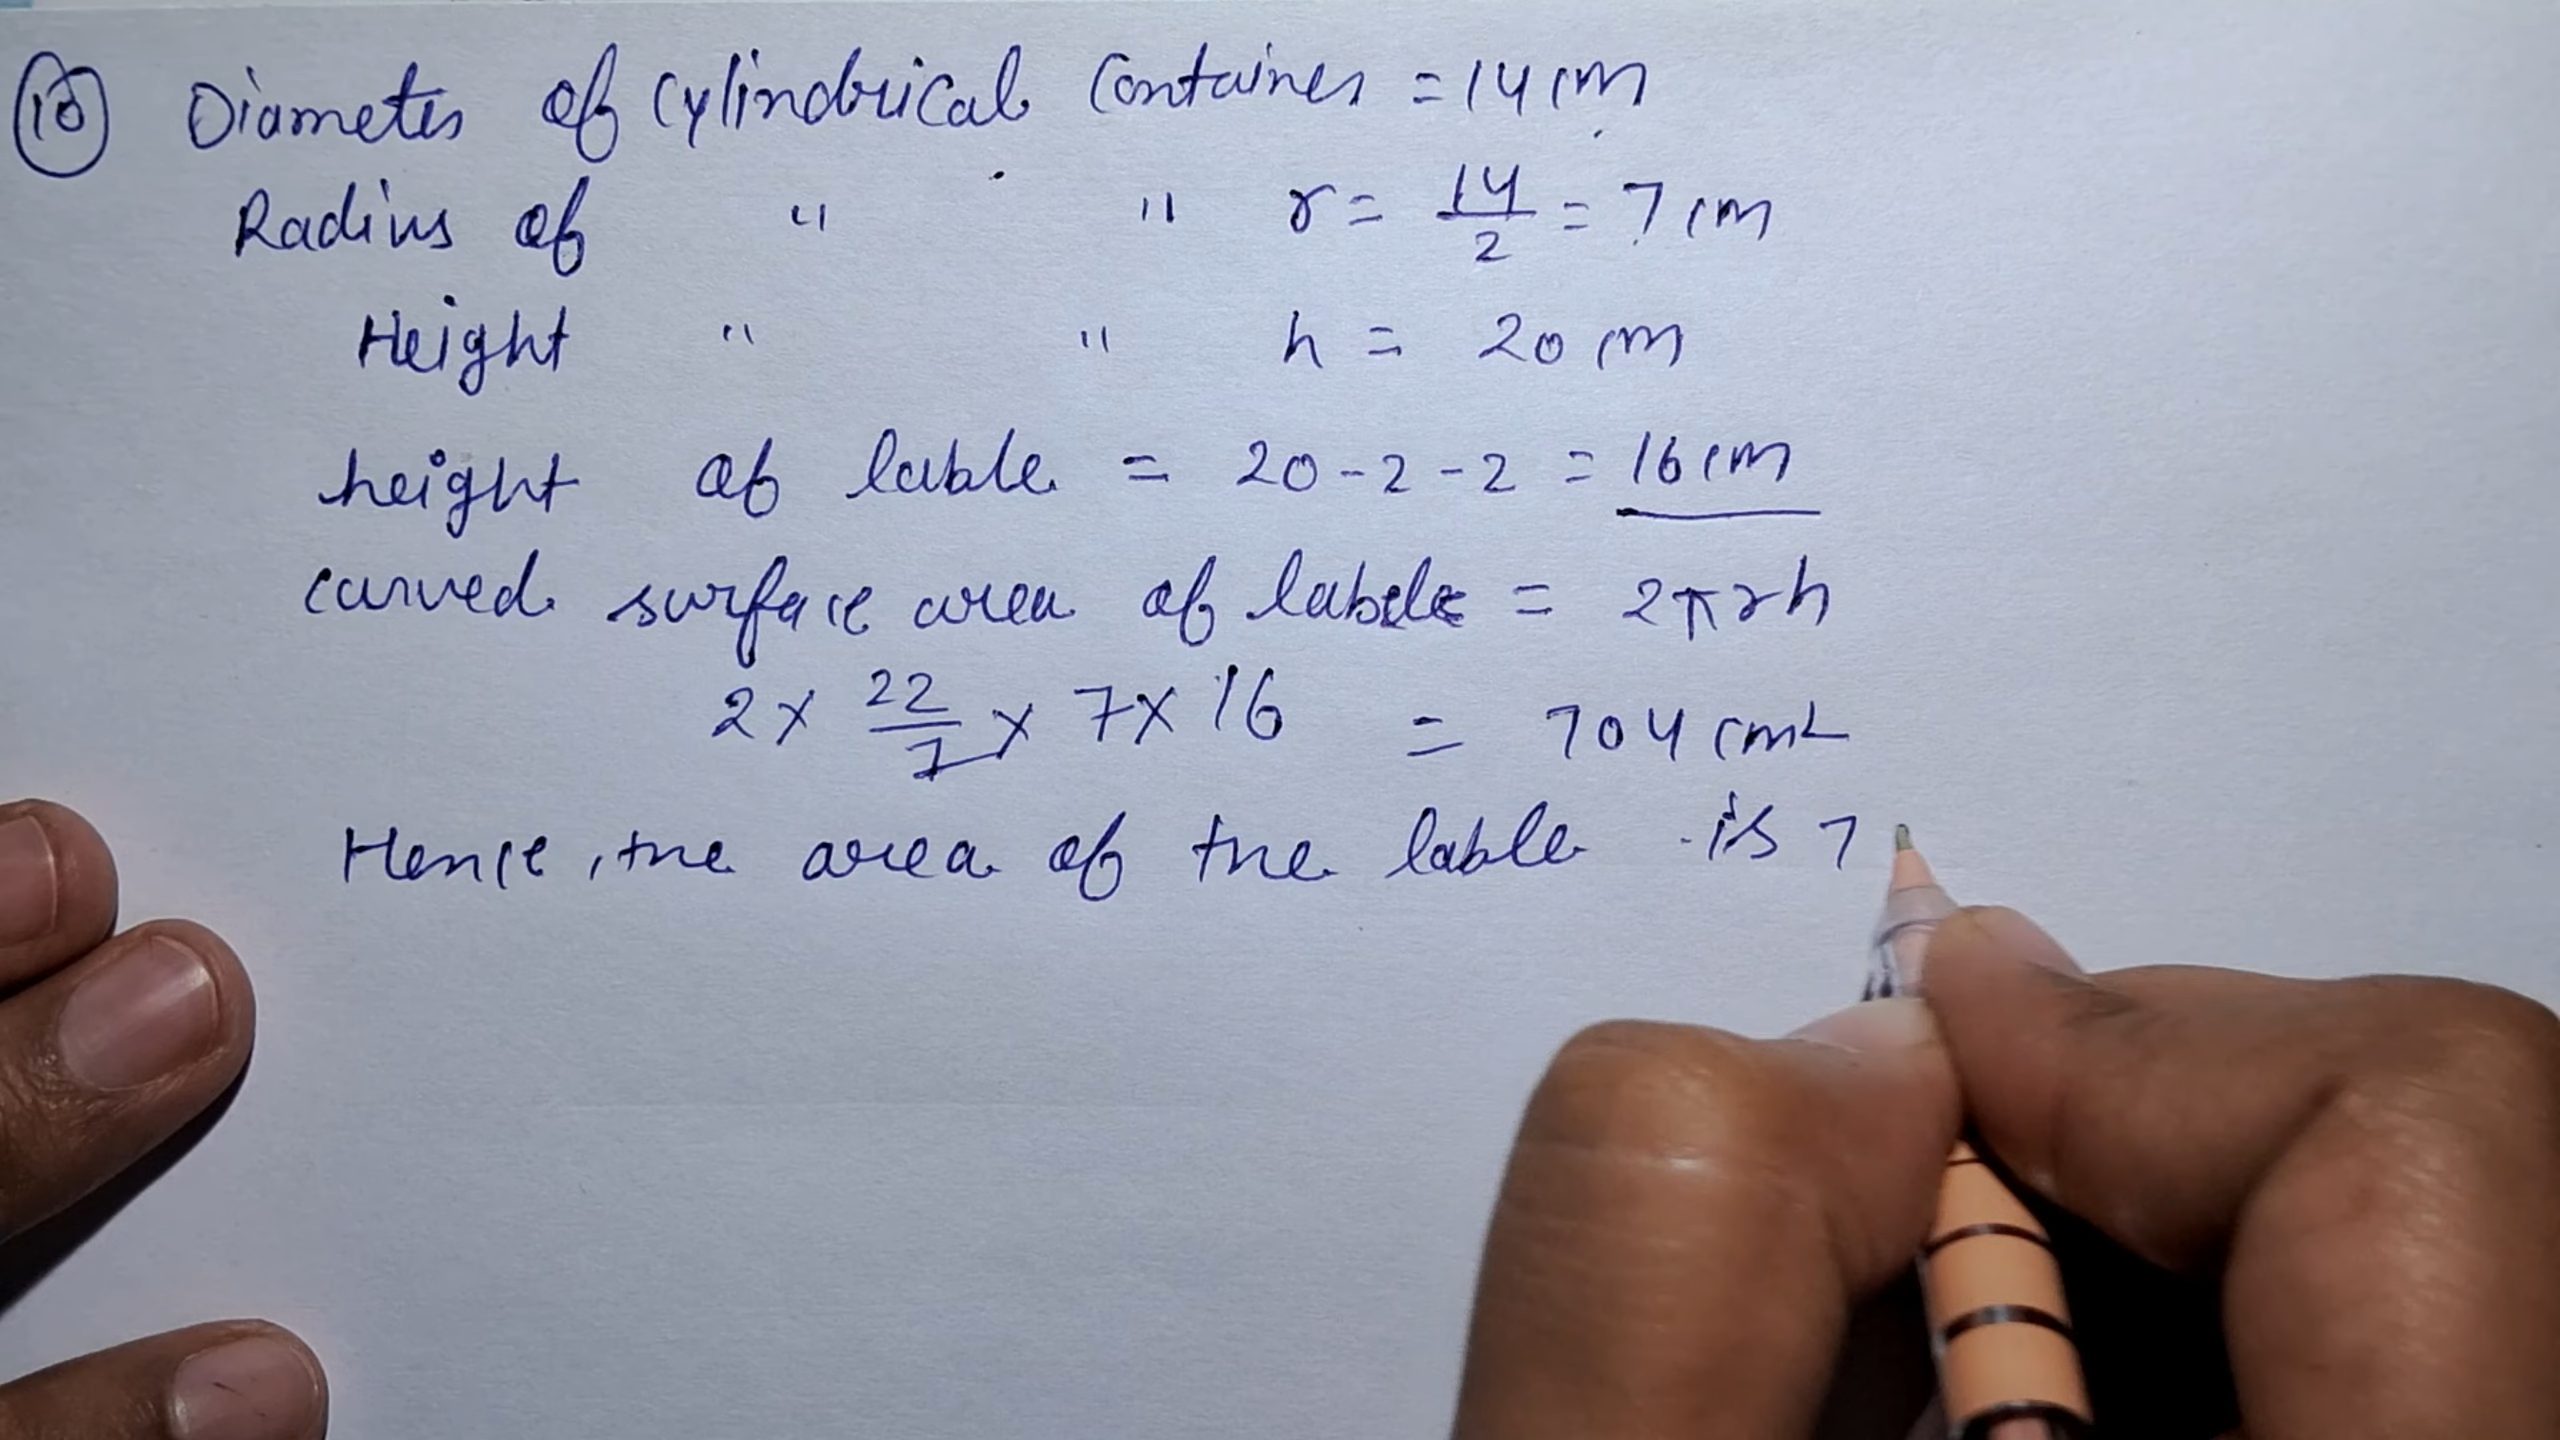 10 Diameter of cylindrical container = 14 cm
Radius of " " r = 14/2 = 7 cm
Height " " h = 20 cm
height of lable = 20 - 2 - 2 = 16 cm
curved surface area of labele = 2πrh
2 × 22/7 × 7 × 16 = 704 cm²
Hence, the area of the lable is 7